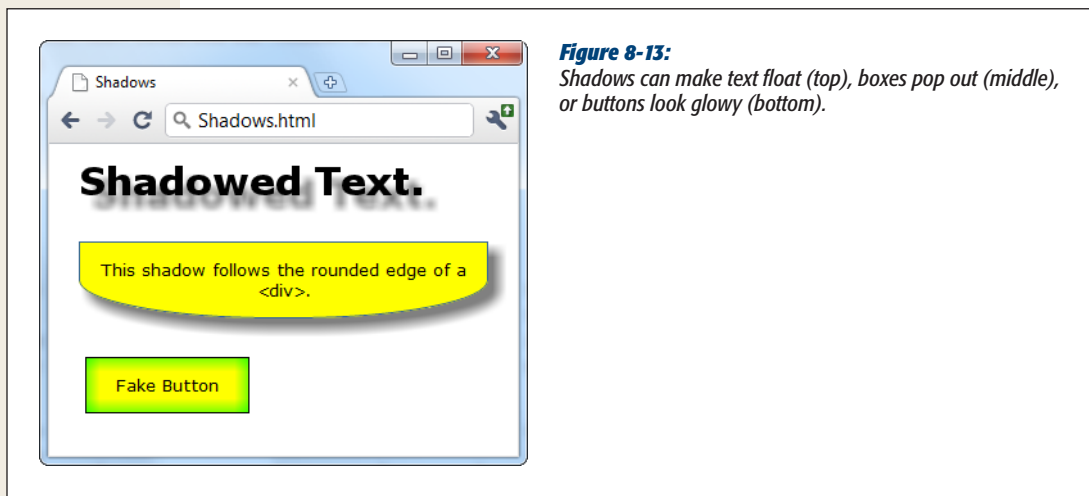 Shadows
Shadows.html
Shadowed Text.
This shadow follows the rounded edge of a
<div>.
Fake Button
Figure 8-13:
Shadows can make text float (top), boxes pop out (middle),
or buttons look glowy (bottom).